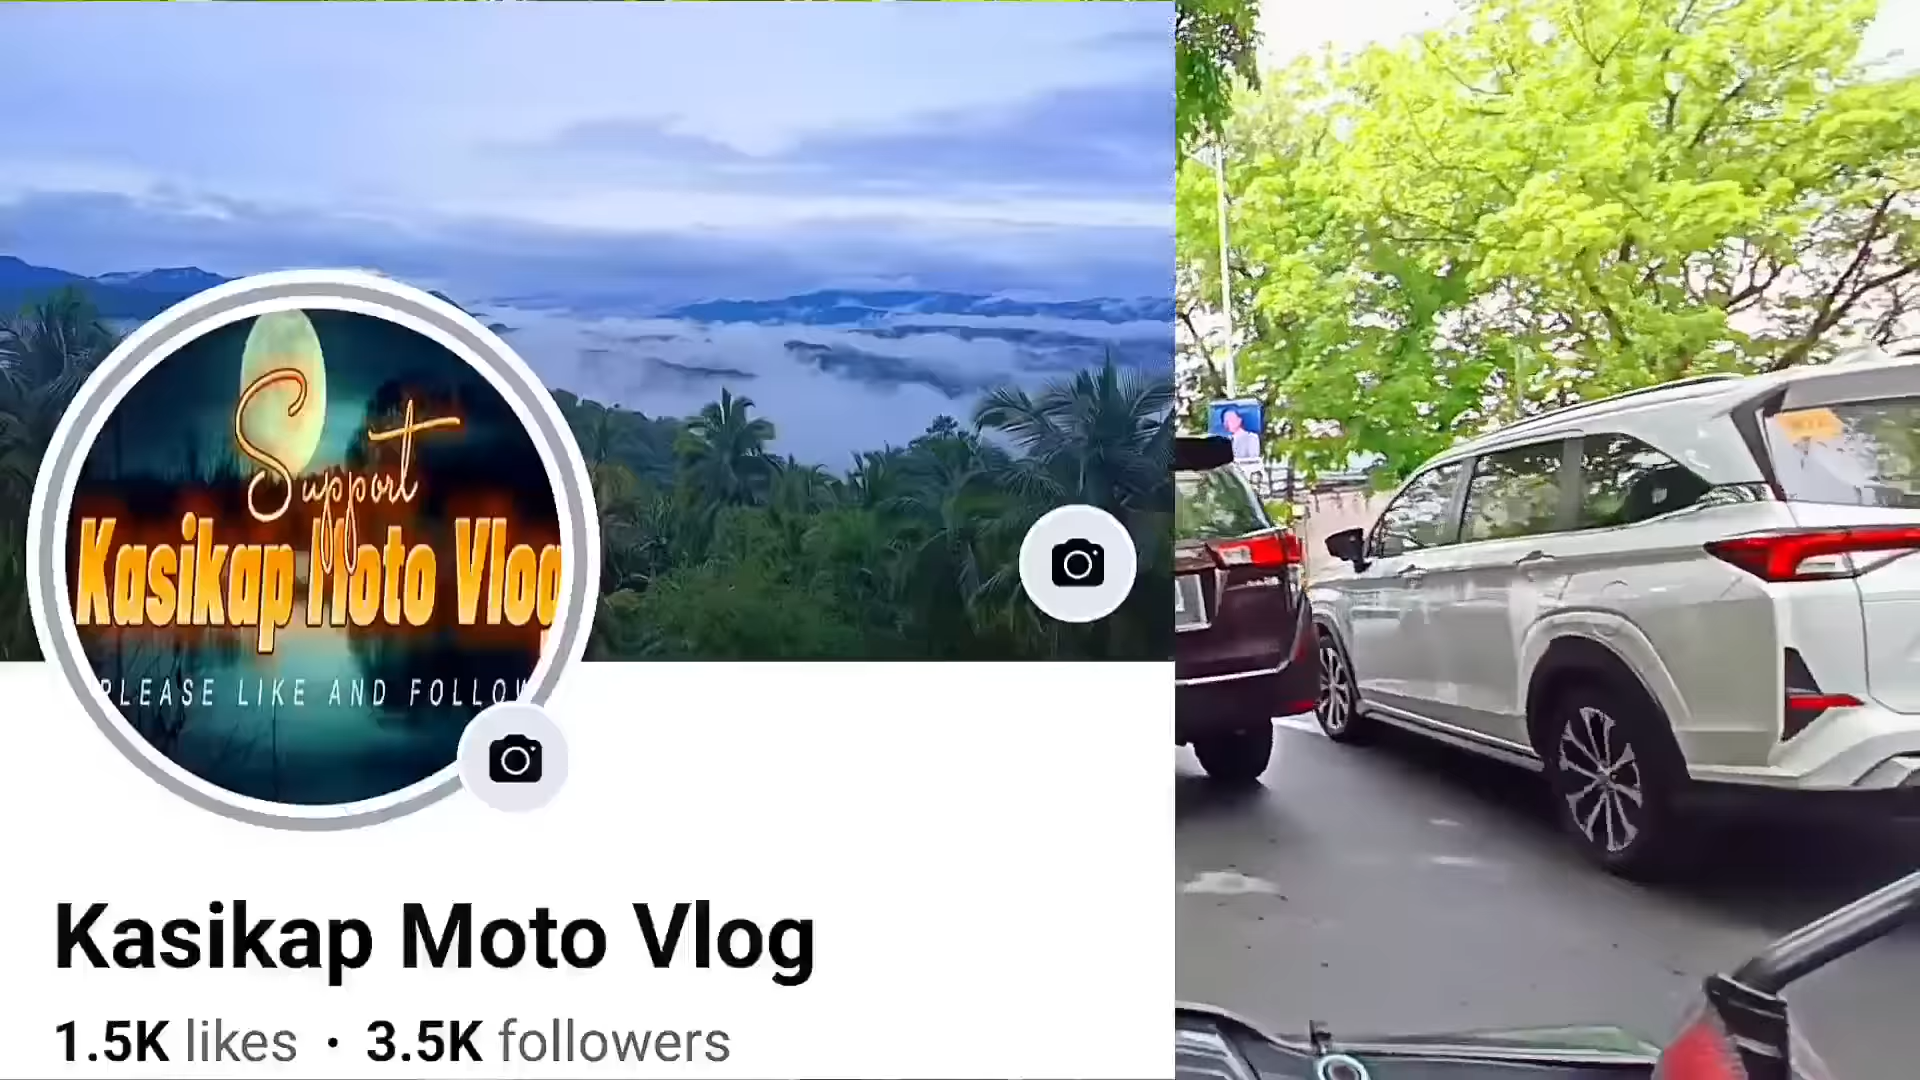 Support
Kasikap Moto Vlog
PLEASE LIKE AND FOLLOW
Kasikap Moto Vlog
1.5K likes · 3.5K followers